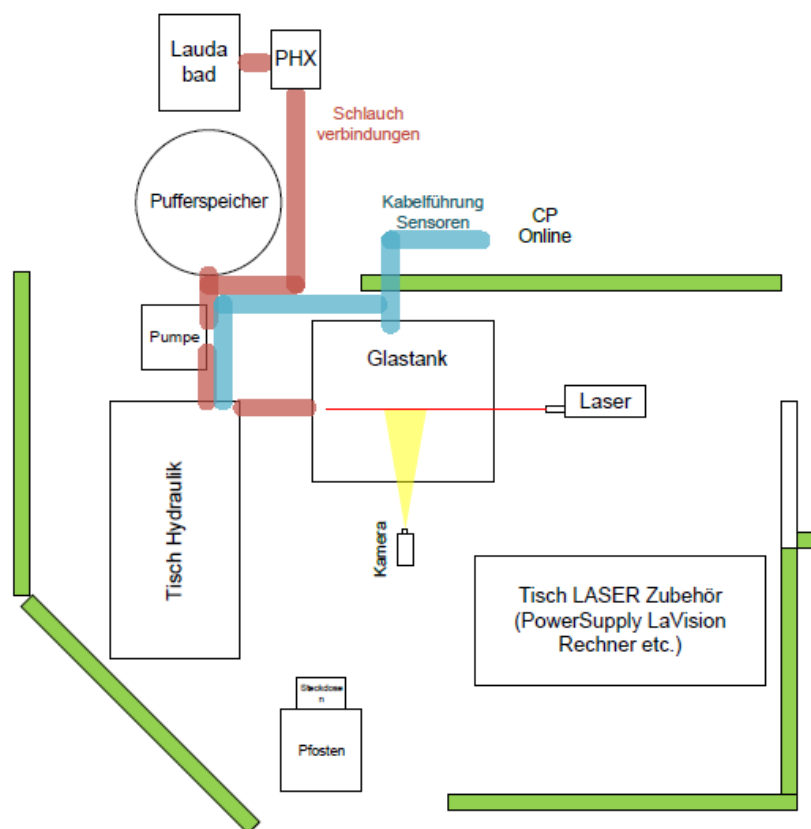 Lauda
bad
PHX
Schlauch
verbindungen
Pufferspeicher
Kabelführung
Sensoren
CP
Online
Pumpe
Glastank
Laser
Tisch Hydraulik
Kamera
Tisch LASER Zubehör
(PowerSupply LaVision
Rechner etc.)
Steckdose
n
Pfosten